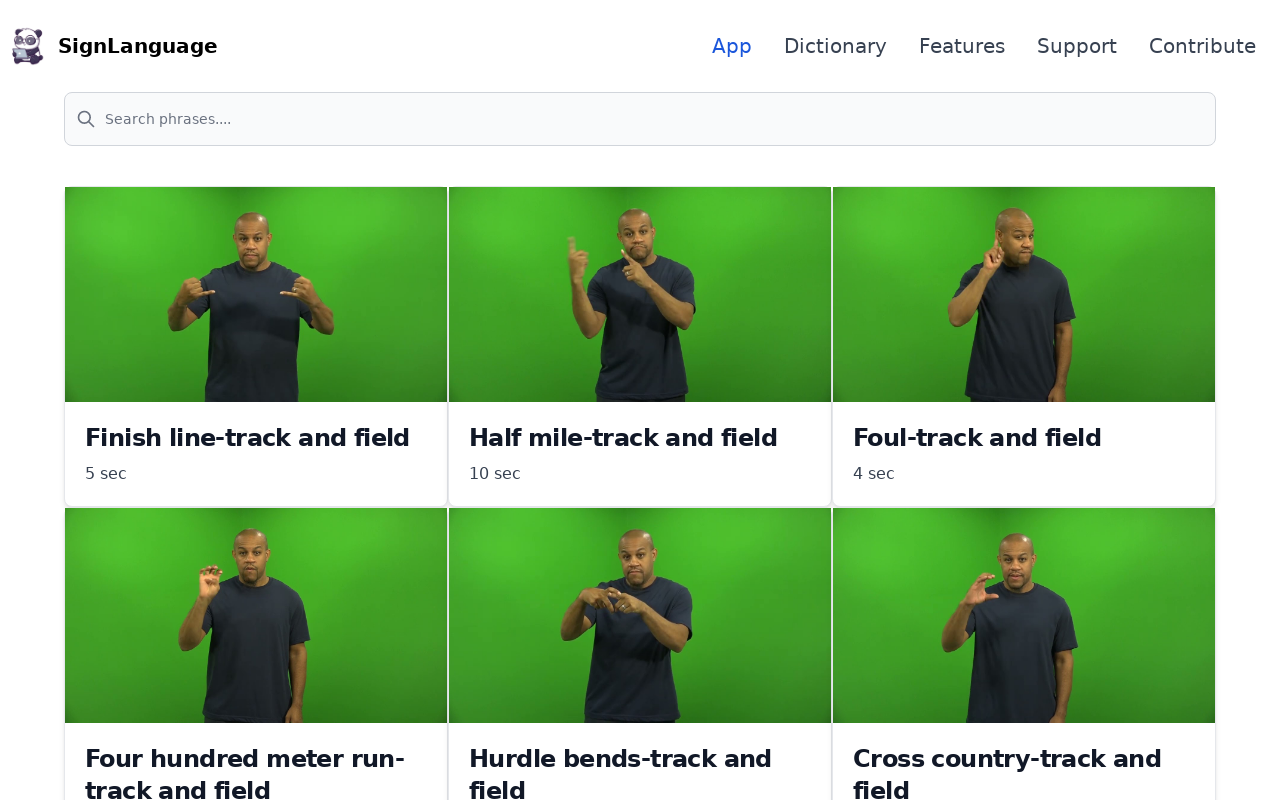 SignLanguage
App Dictionary Features Support Contribute
Search phrases....
Finish line-track and field
5 sec
Half mile-track and field
10 sec
Foul-track and field
4 sec
Four hundred meter run-
track and field
Hurdle bends-track and
field
Cross country-track and
field